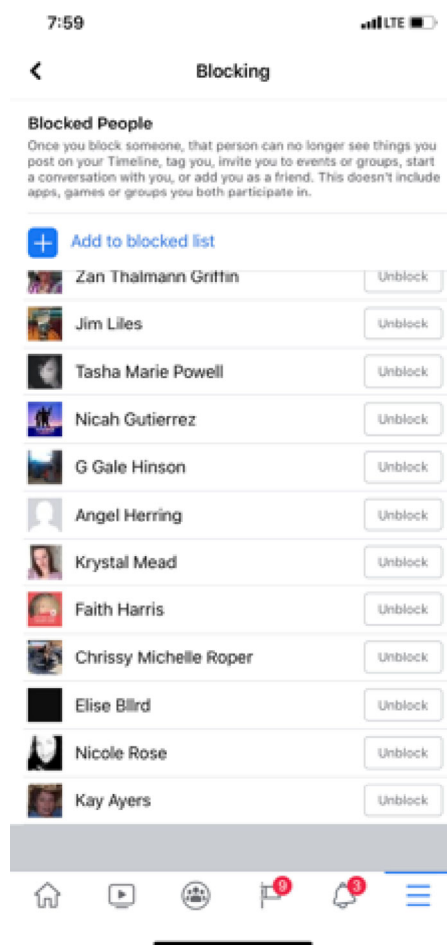 7:59
LTE
Blocking
Blocked People
Once you block someone, that person can no longer see things you
post on your Timeline, tag you, invite you to events or groups, start
a conversation with you, or add you as a friend. This doesn't include
apps, games or groups you both participate in.
Add to blocked list
Zan Thalmann Griffin Unblock
Jim Liles Unblock
Tasha Marie Powell Unblock
Nicah Gutierrez Unblock
G Gale Hinson Unblock
Angel Herring Unblock
Krystal Mead Unblock
Faith Harris Unblock
Chrissy Michelle Roper Unblock
Elise Bllrd Unblock
Nicole Rose Unblock
Kay Ayers Unblock
9 3